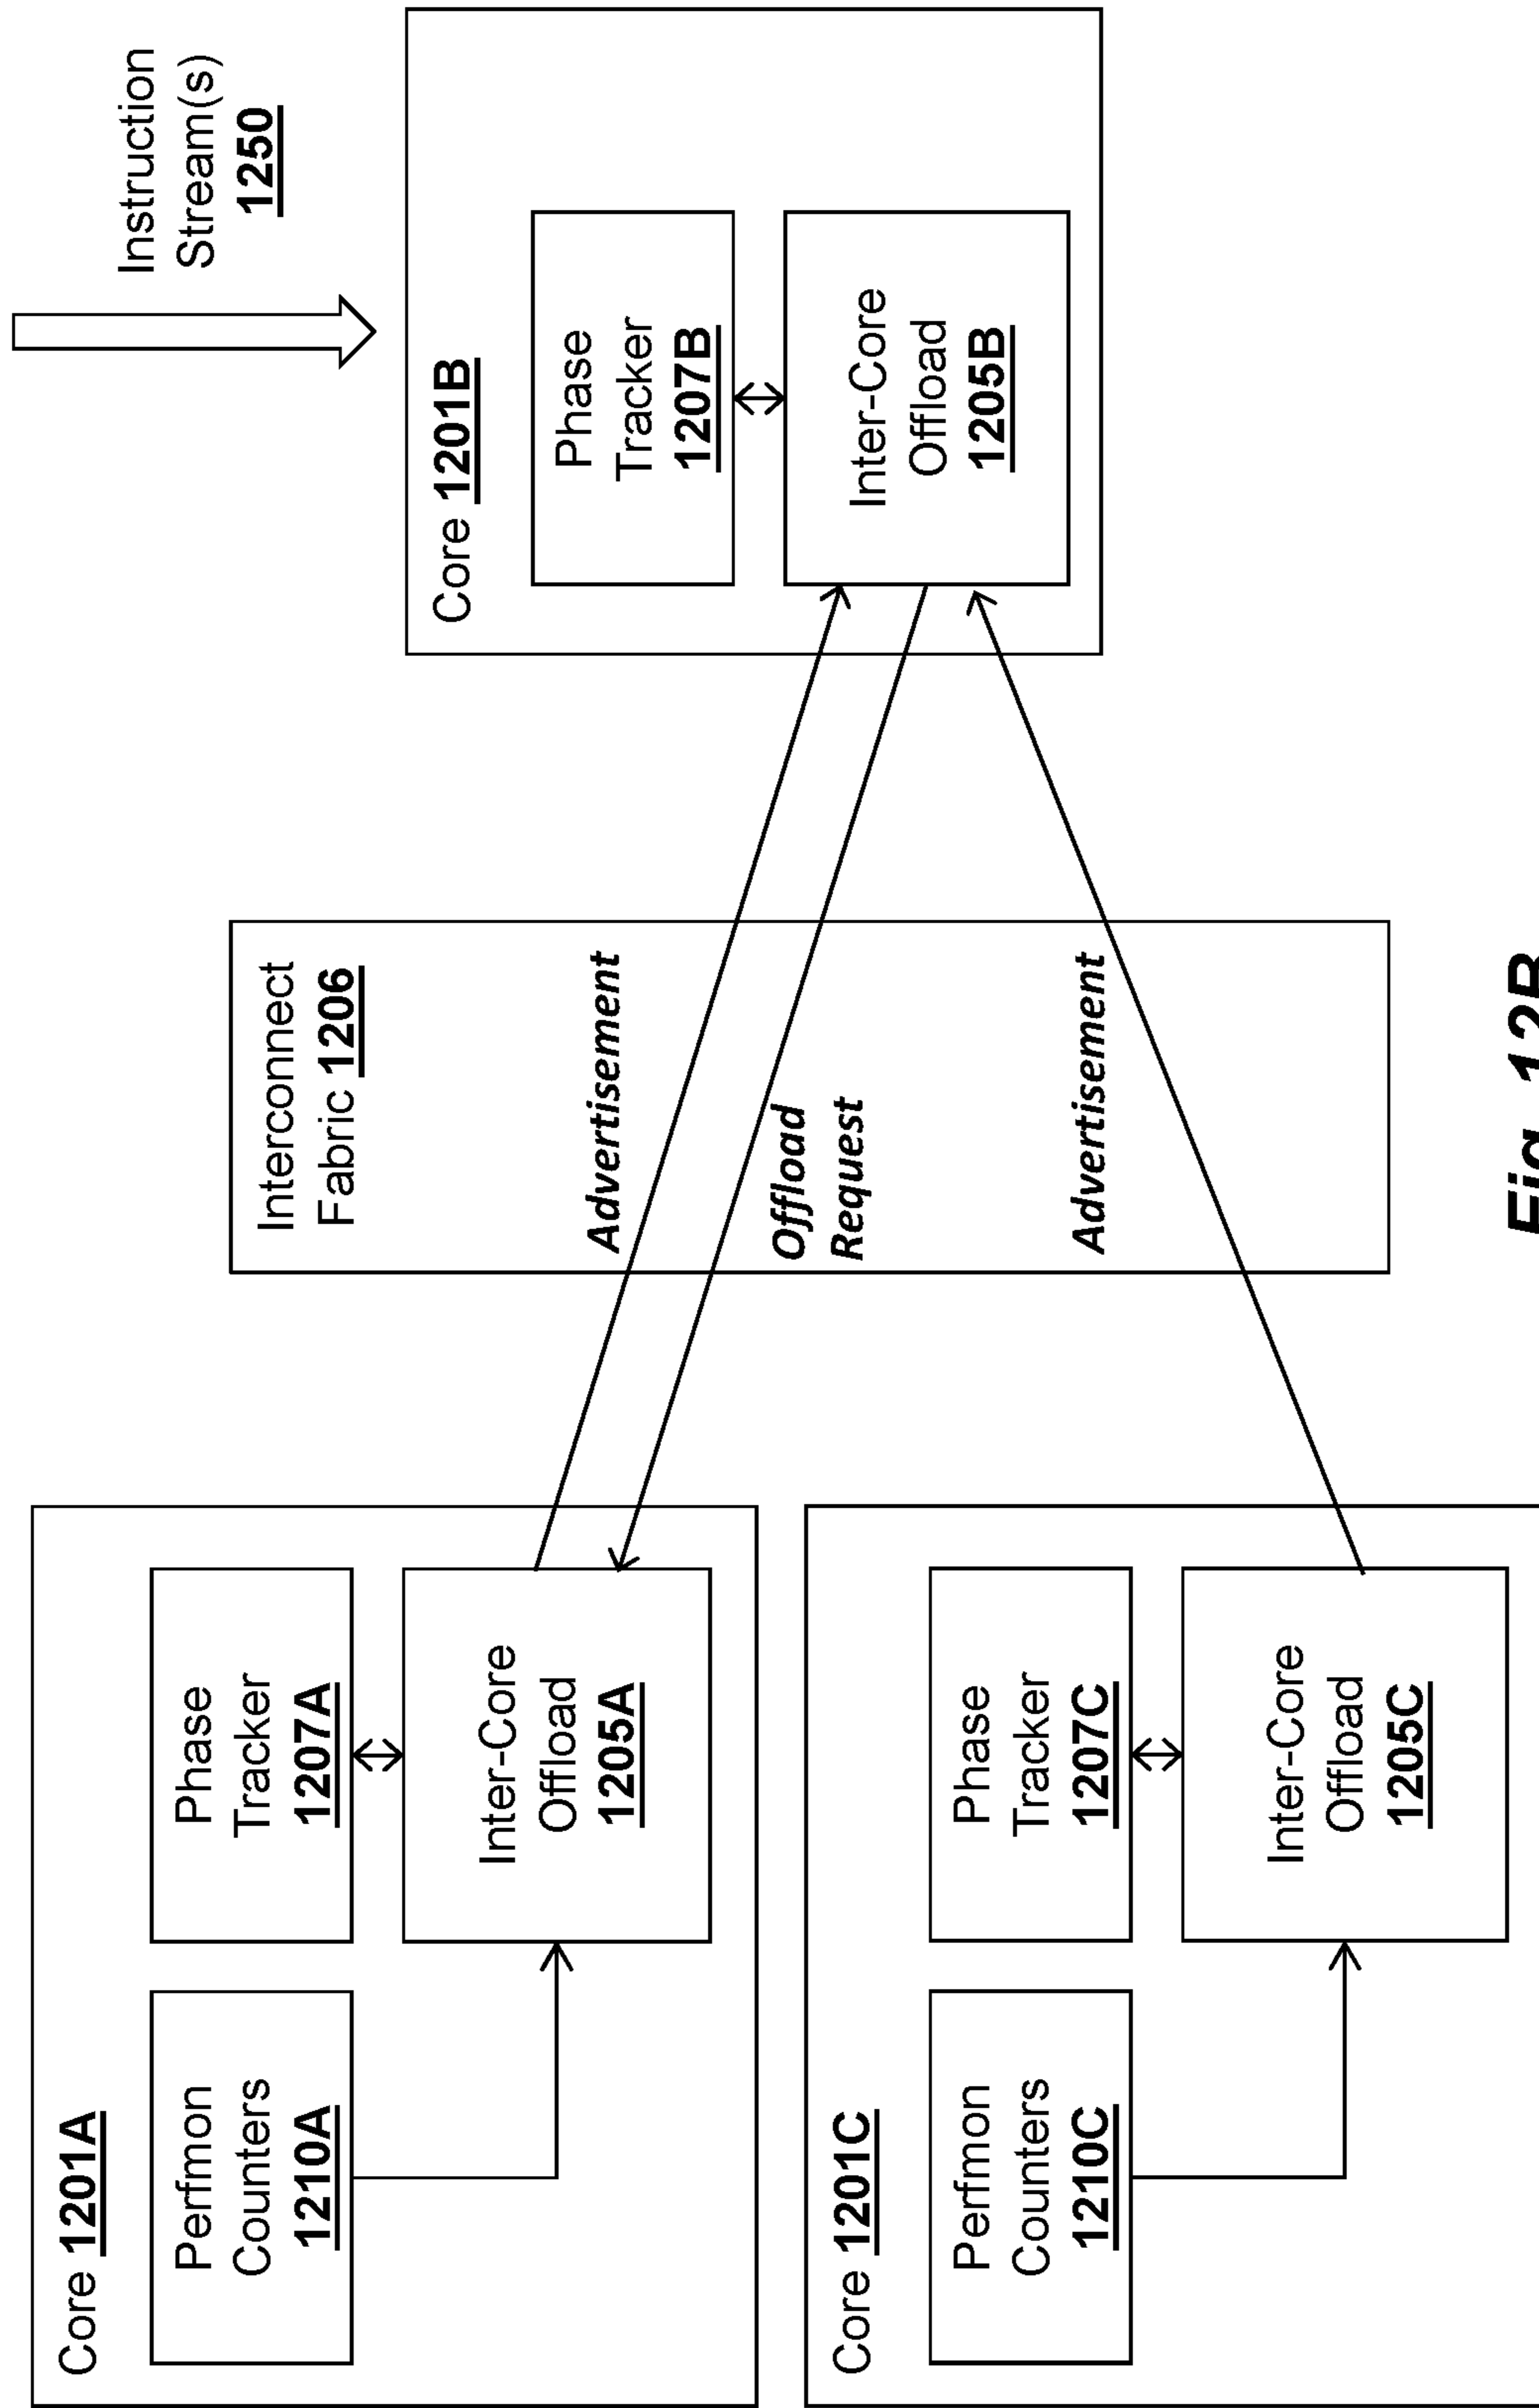 Core 1201A
Perfmon
Counters
1210A
Phase
Tracker
1207A
Inter-Core
Offload
1205A
Core 1201C
Perfmon
Counters
1210C
Phase
Tracker
1207C
Inter-Core
Offload
1205C
Interconnect
Fabric 1206
Advertisement
Offload
Request
Advertisement
Instruction
Stream(s)
1250
Core 1201B
Phase
Tracker
1207B
Inter-Core
Offload
1205B
Fig. 12B